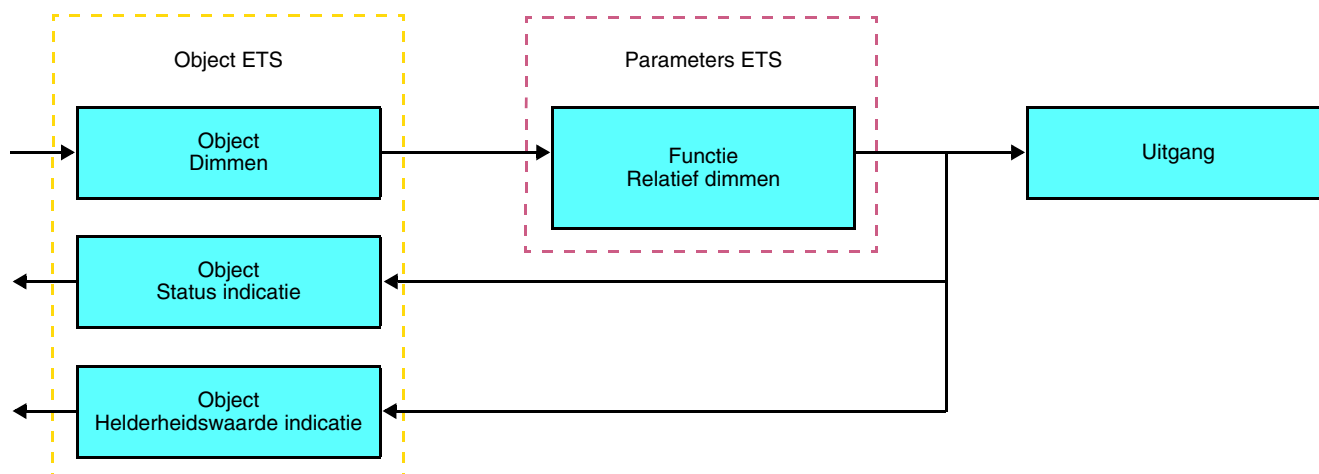 Object ETS
Parameters ETS
Object
Dimmen
Functie
Relatief dimmen
Uitgang
Object
Status indicatie
Object
Helderheidswaarde indicatie